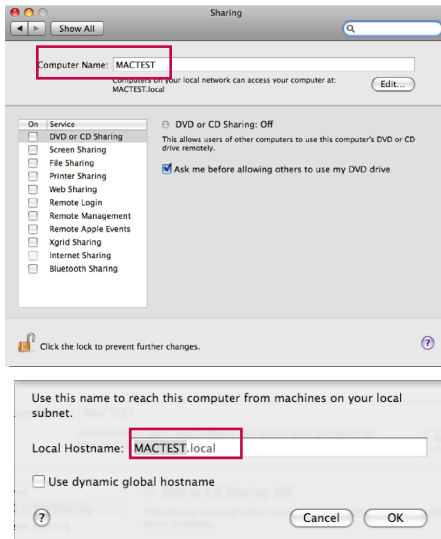 Sharing
Show All
Computer Name: MACTEST
Computers on your local network can access your computer at:
MACTEST.local
Edit...
On Service
DVD or CD Sharing
Screen Sharing
File Sharing
Printer Sharing
Web Sharing
Remote Login
Remote Management
Remote Apple Events
Xgrid Sharing
Internet Sharing
Bluetooth Sharing
DVD or CD Sharing: Off
This allows users of other computers to use this computer's DVD or CD
drive remotely.
Ask me before allowing others to use my DVD drive
Click the lock to prevent further changes.
?
Use this name to reach this computer from machines on your local
subnet.
Local Hostname: MACTEST.local
Use dynamic global hostname
?
Cancel
OK